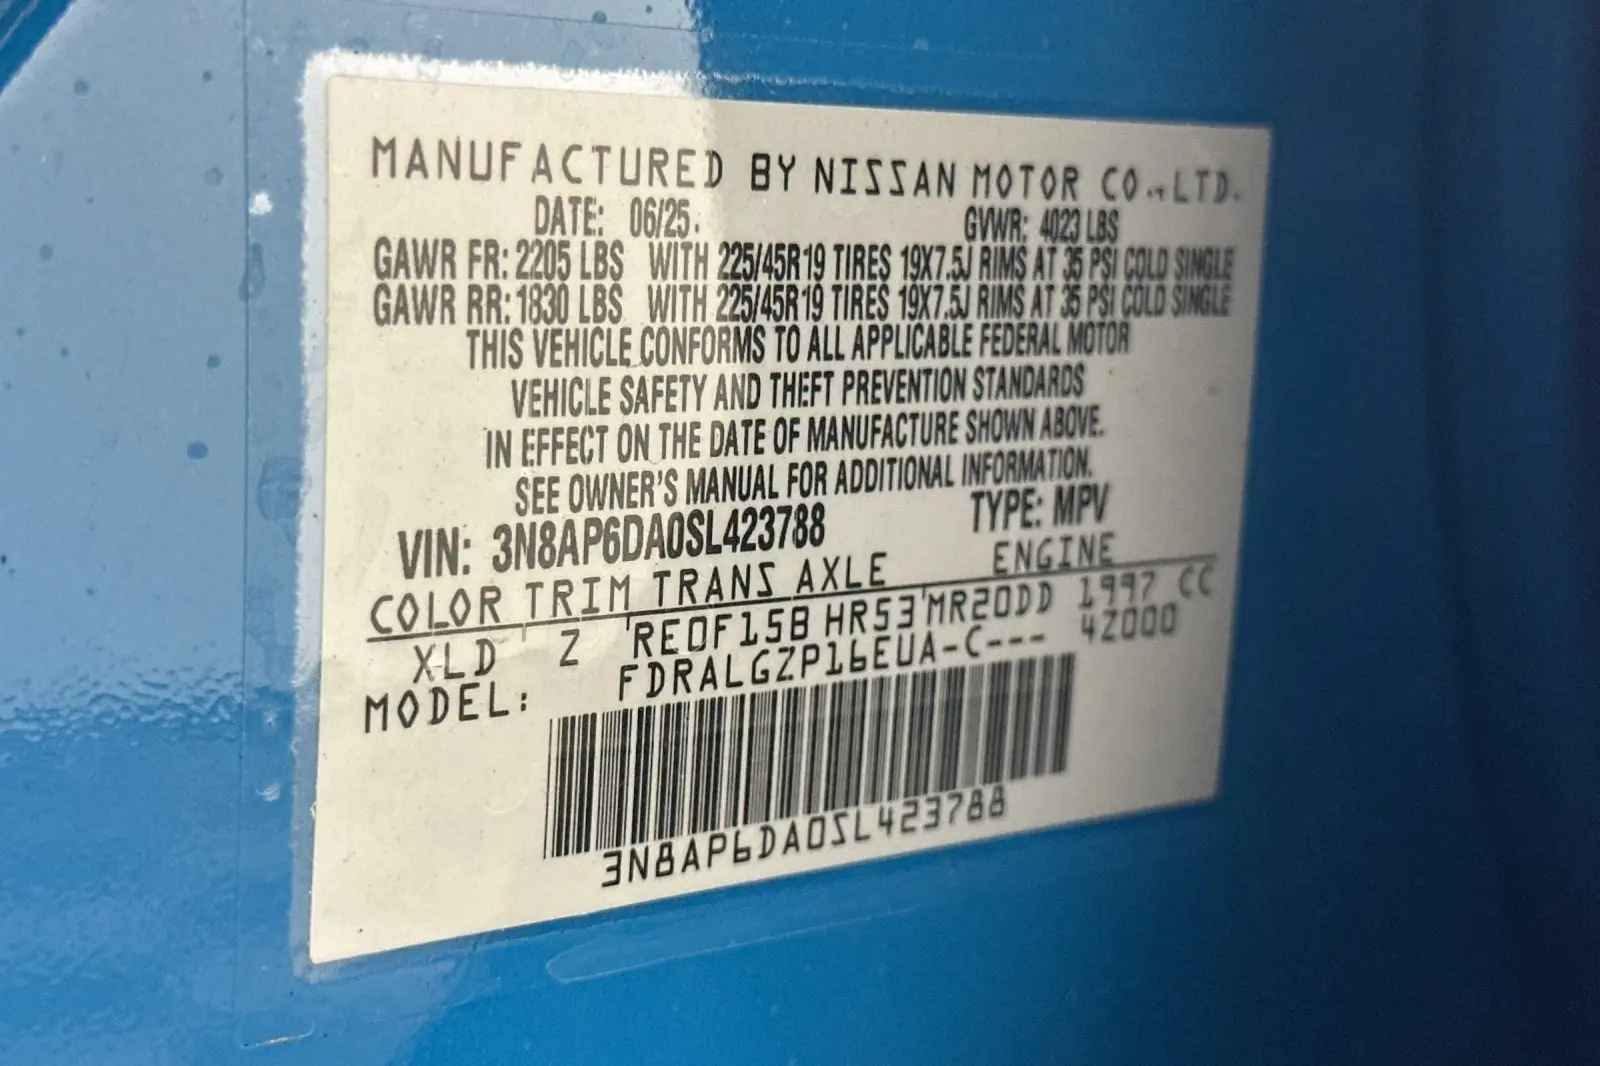 MANUFACTURED BY NISSAN MOTOR CO.,LTD.
DATE: 06/25. GVWR: 4023 LBS
GAWR FR: 2205 LBS WITH 225/45R19 TIRES 19X7.5J RIMS AT 35 PSI COLD SINGLE
GAWR RR: 1830 LBS WITH 225/45R19 TIRES 19X7.5J RIMS AT 35 PSI COLD SINGLE
THIS VEHICLE CONFORMS TO ALL APPLICABLE FEDERAL MOTOR
VEHICLE SAFETY AND THEFT PREVENTION STANDARDS
IN EFFECT ON THE DATE OF MANUFACTURE SHOWN ABOVE.
SEE OWNER'S MANUAL FOR ADDITIONAL INFORMATION.
VIN: 3N8AP6DA0SL423788 TYPE: MPV
COLOR TRIM TRANS AXLE ENGINE
XLD Z RE0F15B HR53 MR20DD 1997 CC
MODEL: FDRALGZP16EUA-C--- 4Z000
3N8AP6DA0SL423788